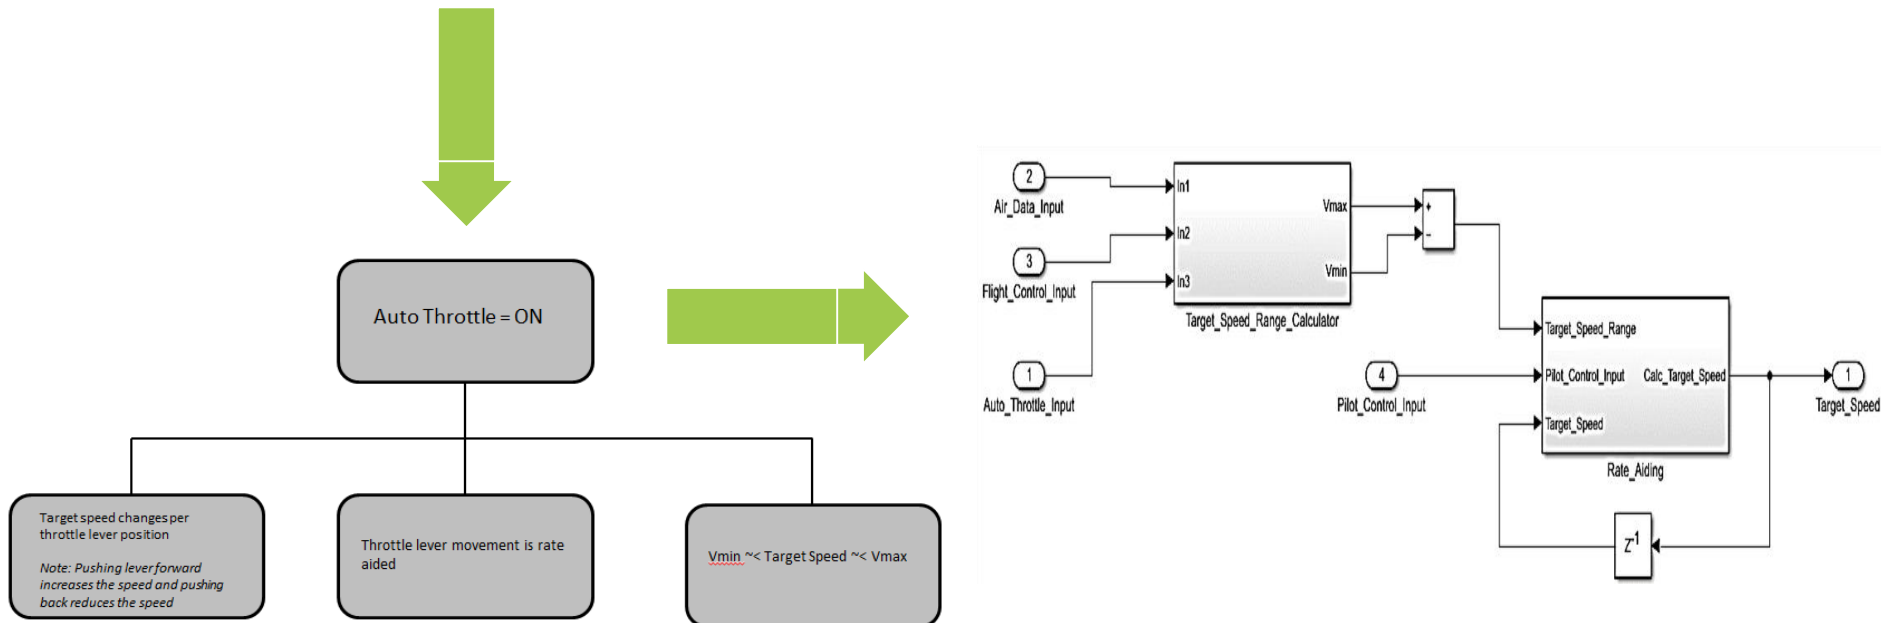 Auto Throttle = ON
Target speed changes per
throttle lever position
Note: Pushing lever forward
increases the speed and pushing
back reduces the speed
Throttle lever movement is rate
aided
Vmin ~< Target Speed ~< Vmax
2
Air_Data_Input
3
Flight_Control_Input
1
Auto_Throttle_Input
In1
In2
In3
Vmax
Vmin
Target_Speed_Range_Calculator
+
−
4
Pilot_Control_Input
Target_Speed_Range
Pilot_Control_Input
Calc_Target_Speed
Target_Speed
Rate_Aiding
1
Target_Speed
Z-1